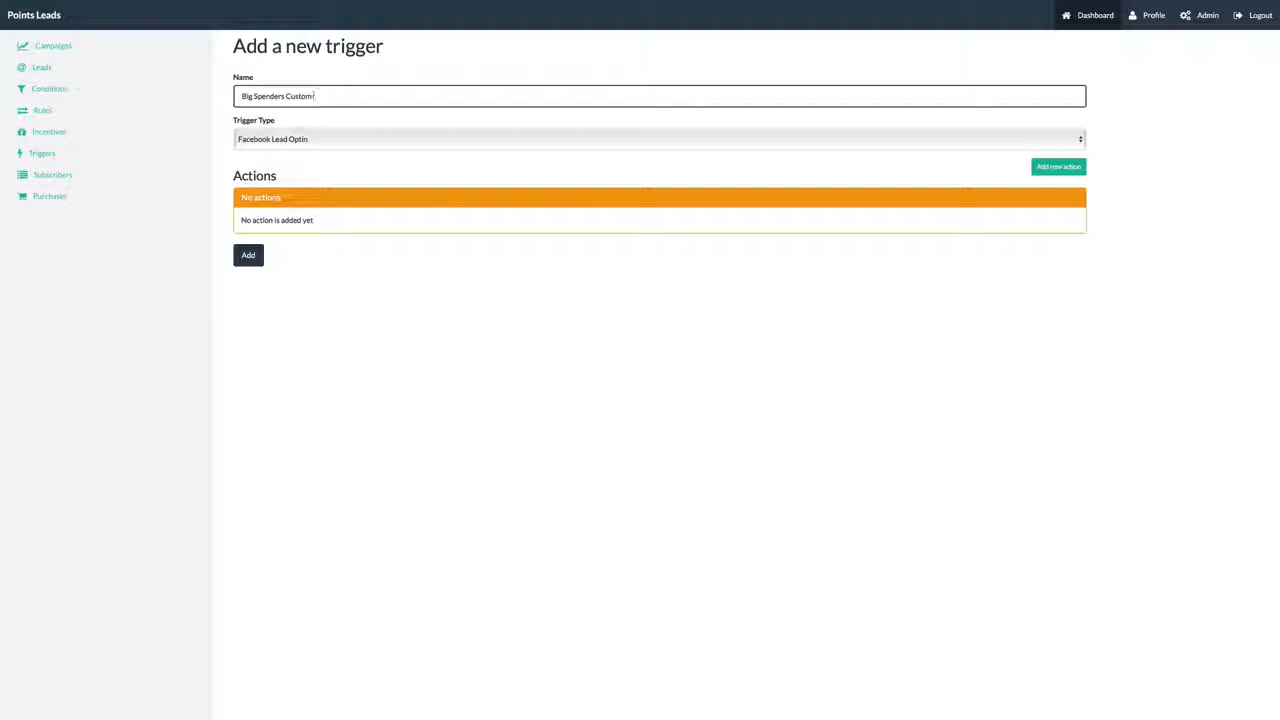 Points Leads
Dashboard Profile Admin Logout
Campaigns
Leads
Conditions
Rules
Incentives
Triggers
Subscribers
Purchases
Add a new trigger
Name
Big Spenders Custom
Trigger Type
Facebook Lead Optin
Add new action
Actions
No actions
No action is added yet
Add